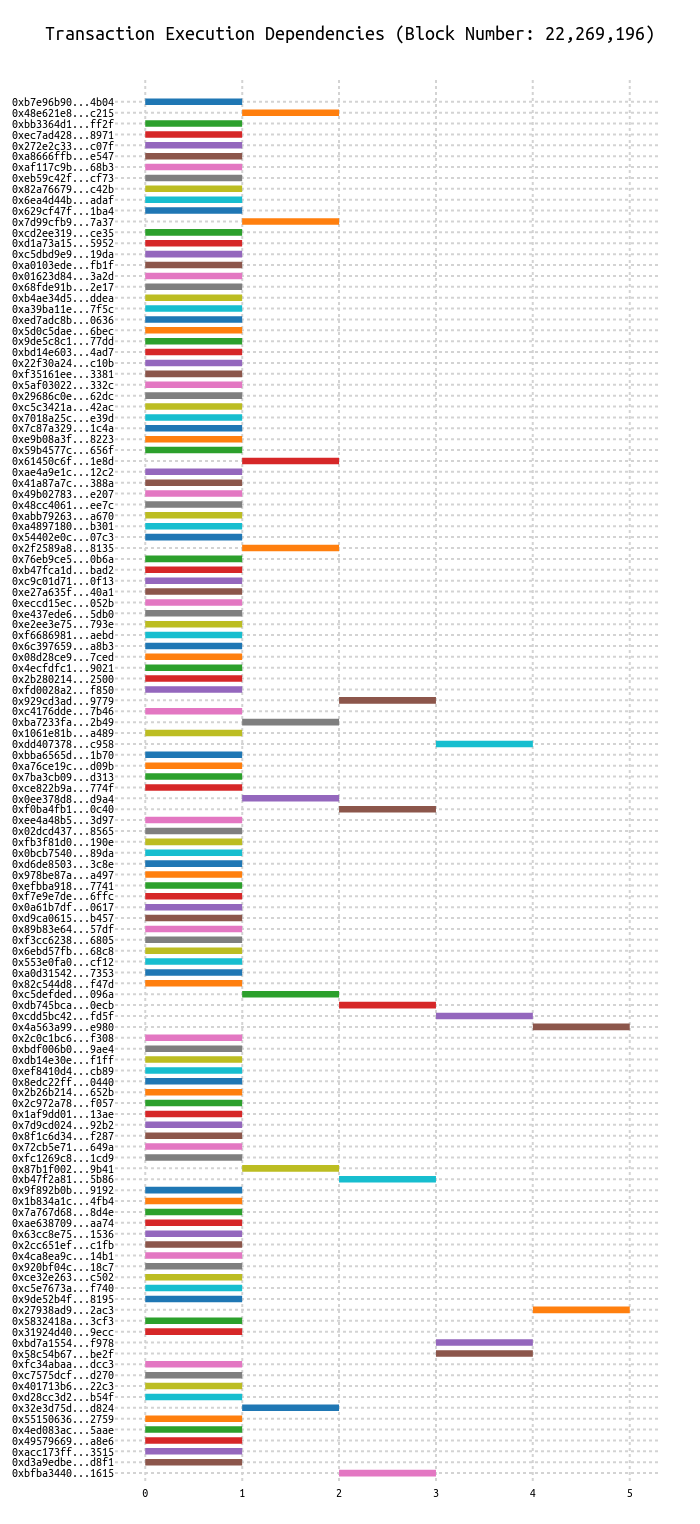 Transaction Execution Dependencies (Block Number: 22,269,196)
0xb7e96b90...4b04
0x48e621e8...c215
0xbb3364d1...ff2f
0xec7ad428...8971
0x272e2c33...c07f
0xa8666ffb...e547
0xaf117c9b...68b3
0xeb59c42f...cf73
0x82a76679...c42b
0x6ea4d44b...adaf
0x629cf47f...1ba4
0x7d99cfb9...7a37
0xcd2ee319...ce35
0xd1a73a15...5952
0xc5dbd9e9...19da
0xa0103ede...fb1f
0x01623d84...3a2d
0x68fde91b...2e17
0xb4ae34d5...ddea
0xa39ba11e...7f5c
0xed7adc8b...0636
0x5d0c5dae...6bec
0x9de5c8c1...77dd
0xbd14e603...4ad7
0x22f30a24...c10b
0xf35161ee...3381
0x5af03022...332c
0x29686c0e...62dc
0xc5c3421a...42ac
0x7018a25c...e39d
0x7c87a329...1c4a
0xe9b08a3f...8223
0x59b4577c...656f
0x61450c6f...1e8d
0xae4a9e1c...12c2
0x41a87a7c...388a
0x49b02783...e207
0x48cc4061...ee7c
0xabb79263...a670
0xa4897180...b301
0x54402e0c...07c3
0x2f2589a8...8135
0x76eb9ce5...0b6a
0xb47fca1d...bad2
0xc9c01d71...0f13
0xe27a635f...40a1
0xeccd15ec...052b
0xe437ede6...5db0
0xe2ee3e75...793e
0xf6686981...aebd
0x6c397659...a8b3
0x08d28ce9...7ced
0x4ecfdfc1...9021
0x2b280214...2500
0xfd0028a2...f850
0x929cd3ad...9779
0xc4176dde...7b46
0xba7233fa...2b49
0x1061e81b...a489
0xdd407378...c958
0xbba6565d...1b70
0xa76ce19c...d09b
0x7ba3cb09...d313
0xce822b9a...774f
0x0ee378d8...d9a4
0xf0ba4fb1...0c40
0xee4a48b5...3d97
0x02dcd437...8565
0xfb3f81d0...190e
0x0bcb7540...89da
0xd6de8503...3c8e
0x978be87a...a497
0xefbba918...7741
0xf7e9e7de...6ffc
0x0a61b7df...0617
0xd9ca0615...b457
0x89b83e64...57df
0xf3cc6238...6805
0x6ebd57fb...68c8
0x553e0fa0...cf12
0xa0d31542...7353
0x82c544d8...f47d
0xc5defded...096a
0xdb745bca...0ecb
0xcdd5bc42...fd5f
0x4a563a99...e980
0x2c0c1bc6...f308
0xbdf006b0...9ae4
0xdb14e30e...f1ff
0xef8410d4...cb89
0x8edc22ff...0440
0x2b26b214...652b
0x2c972a78...f057
0x1af9dd01...13ae
0x7d9cd024...92b2
0x8f1c6d34...f287
0x72cb5e71...649a
0xfc1269c8...1cd9
0x87b1f002...9b41
0xb47f2a81...5b86
0x9f892b0b...9192
0x1b834a1c...4fb4
0x7a767d68...8d4e
0xae638709...aa74
0x63cc8e75...1536
0x2cc651ef...c1fb
0x4ca8ea9c...14b1
0x920bf04c...18c7
0xce32e263...c502
0xc5e7673a...f740
0x9de52b4f...8195
0x27938ad9...2ac3
0x5832418a...3cf3
0x31924d40...9ecc
0xbd7a1554...f978
0x58c54b67...be2f
0xfc34abaa...dcc3
0xc7575dcf...d270
0x401713b6...22c3
0xd28cc3d2...b54f
0x32e3d75d...d824
0x55150636...2759
0x4ed083ac...5aae
0x49579669...a8e6
0xacc173ff...3515
0xd3a9edbe...d8f1
0xbfba3440...1615
0 1 2 3 4 5